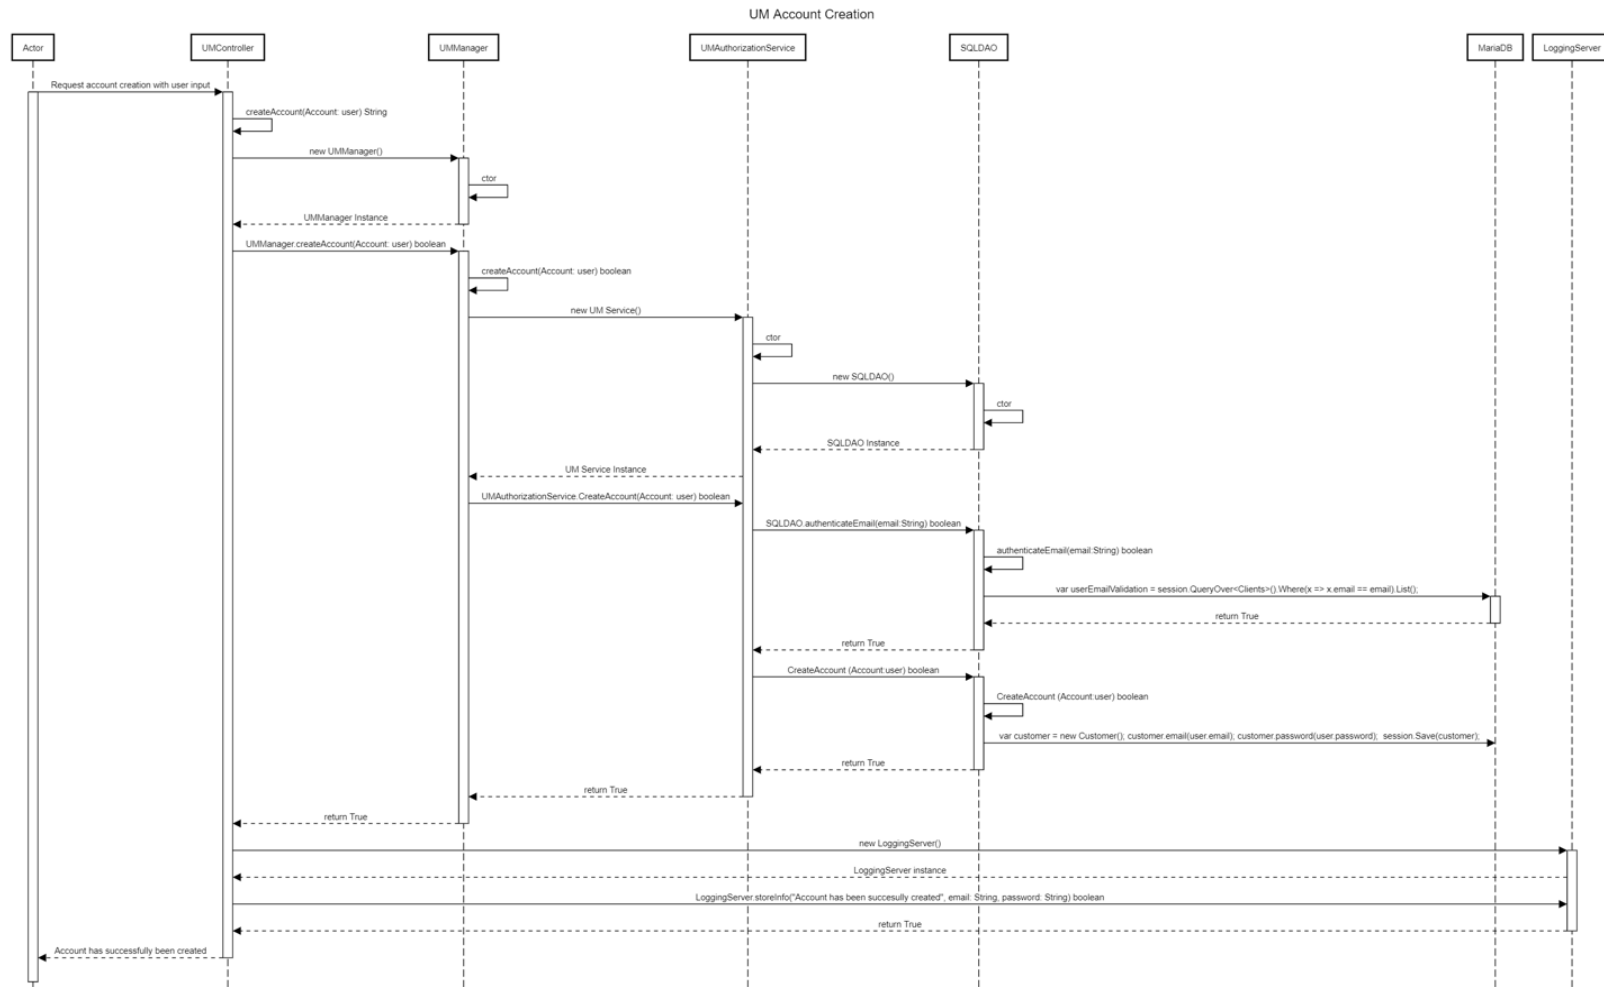 UM Account Creation
Actor
UMController
UMManager
UMAuthorizationService
SQLDAO
MariaDB
LoggingServer
Request account creation with user input
createAccount(Account: user) String
new UMManager()
ctor
UMManager Instance
UMManager.createAccount(Account: user) boolean
createAccount(Account: user) boolean
new UM Service()
ctor
new SQLDAO()
ctor
SQLDAO Instance
UM Service Instance
UMAuthorizationService.CreateAccount(Account: user) boolean
SQLDAO.authenticateEmail(email:String) boolean
authenticateEmail(email:String) boolean
var userEmailValidation = session.QueryOver<Clients>().Where(x => x.email == email).List();
return True
return True
CreateAccount (Account:user) boolean
CreateAccount (Account:user) boolean
var customer = new Customer(); customer.email(user.email); customer.password(user.password); session.Save(customer);
return True
return True
return True
new LoggingServer()
LoggingServer instance
LoggingServer.storeInfo("Account has been succesully created", email: String, password: String) boolean
return True
Account has successfully been created